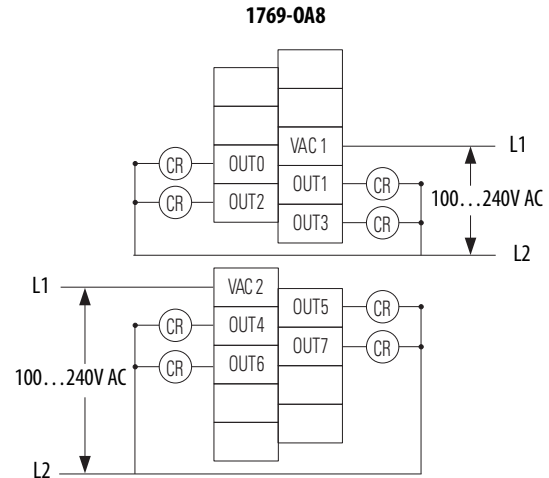 1769-OA8
VAC 1
L1
CR
OUT0
OUT1
CR
100...240V AC
CR
OUT2
OUT3
CR
L2
L1
VAC 2
OUT5
CR
CR
OUT4
OUT7
CR
100...240V AC
CR
OUT6
L2